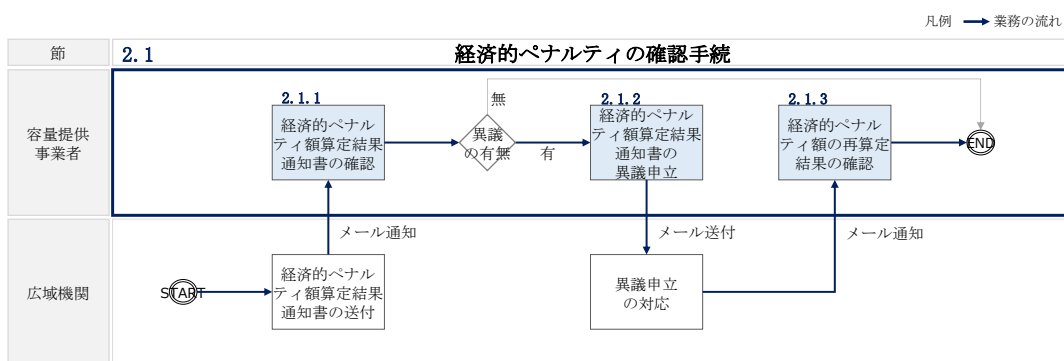 凡例 業務の流れ
節 2.1 経済的ペナルティの確認手続
容量提供
事業者
2.1.1
経済的ペナル
ティ額算定結果
通知書の確認
無
異議
の有無
有
2.1.2
経済的ペナル
ティ額算定結果
通知書の
異議申立
2.1.3
経済的ペナル
ティ額の再算定
結果の確認
END
メール通知
メール送付
メール通知
広域機関
START
経済的ペナル
ティ額算定結果
通知書の送付
異議申立
の対応